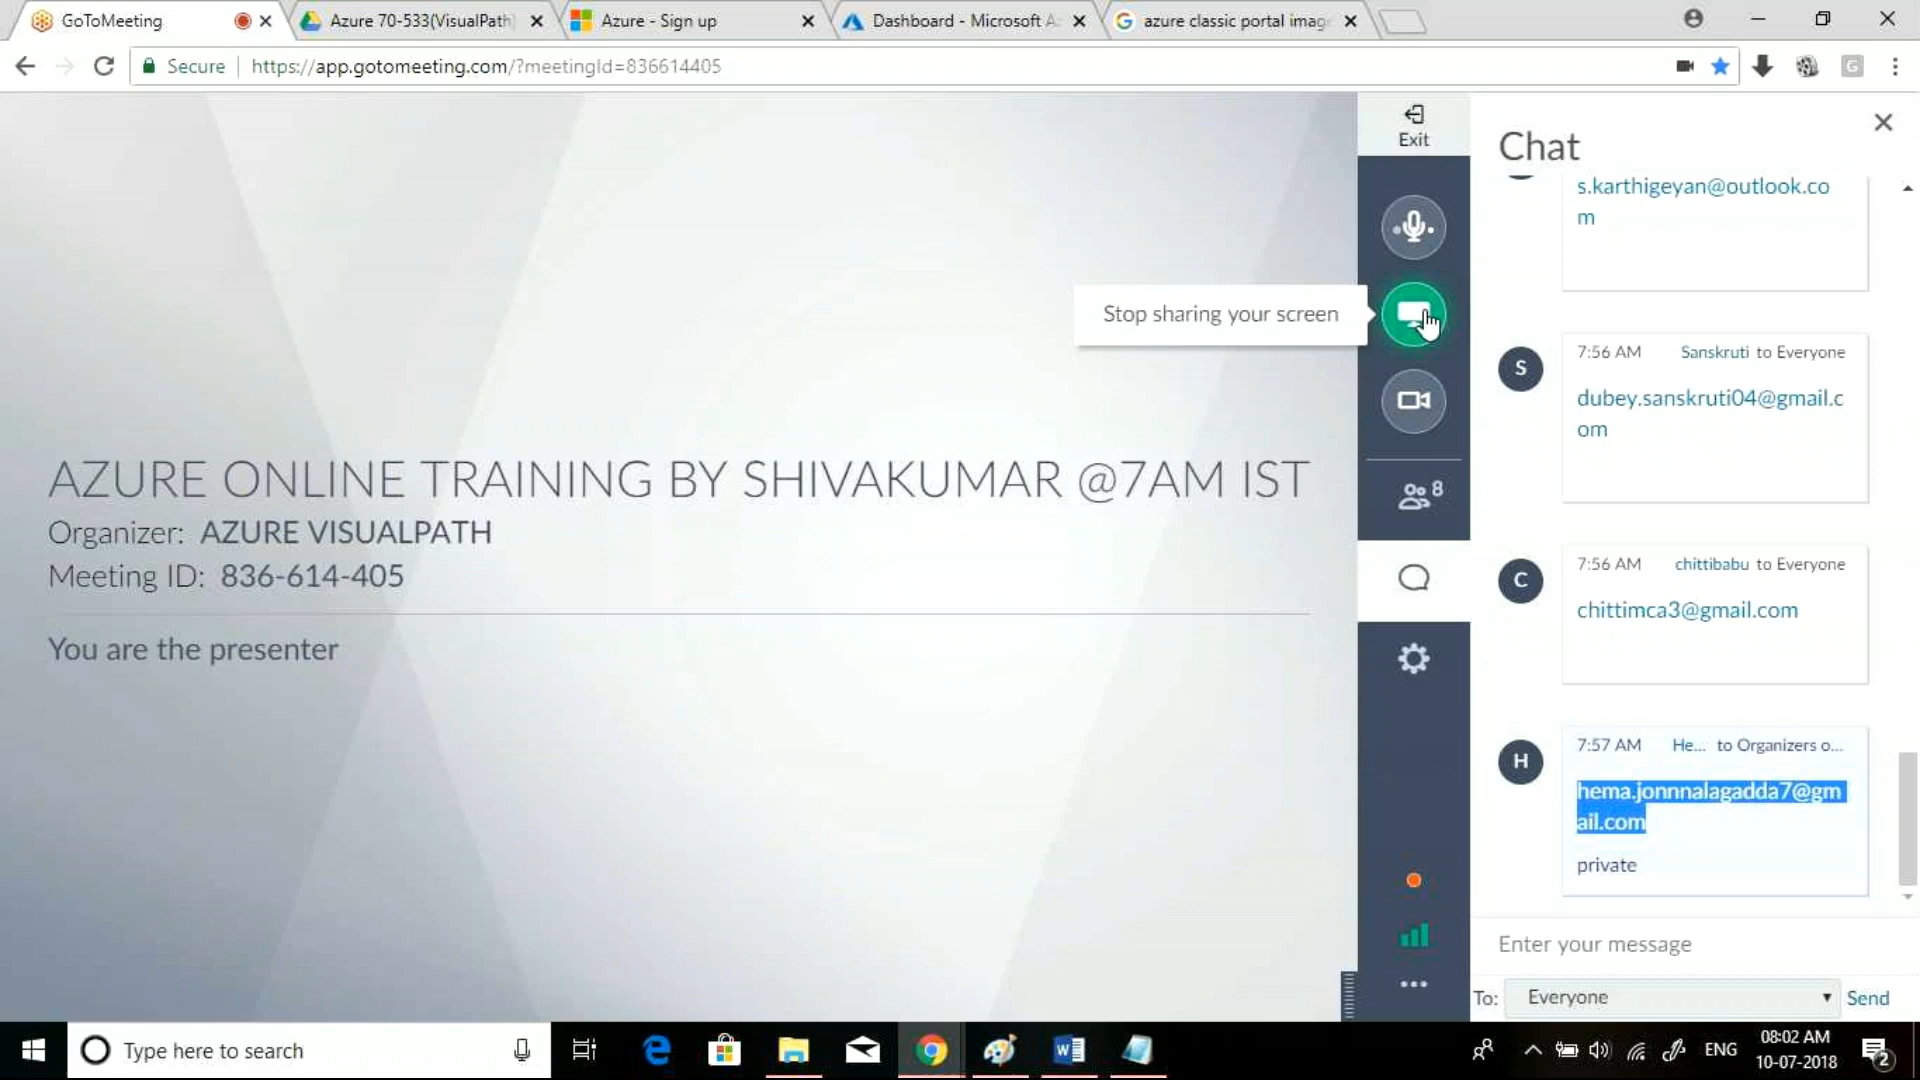 GoToMeeting
Azure 70-533(VisualPath
Azure - Sign up
Dashboard - Microsoft A
azure classic portal imag
Secure
https://app.gotomeeting.com/?meetingId=836614405
G
Exit
Chat
s.karthigeyan@outlook.co
m
Stop sharing your screen
S
7:56 AM Sanskruti to Everyone
dubey.sanskruti04@gmail.c
om
AZURE ONLINE TRAINING BY SHIVAKUMAR @7AM IST
Organizer: AZURE VISUALPATH
Meeting ID: 836-614-405
You are the presenter
8
C
7:56 AM chittibabu to Everyone
chittimca3@gmail.com
H
7:57 AM He... to Organizers o...
hema.jonnnalagadda7@gm
ail.com
private
Enter your message
To: Everyone Send
Type here to search
ENG
08:02 AM
10-07-2018
2